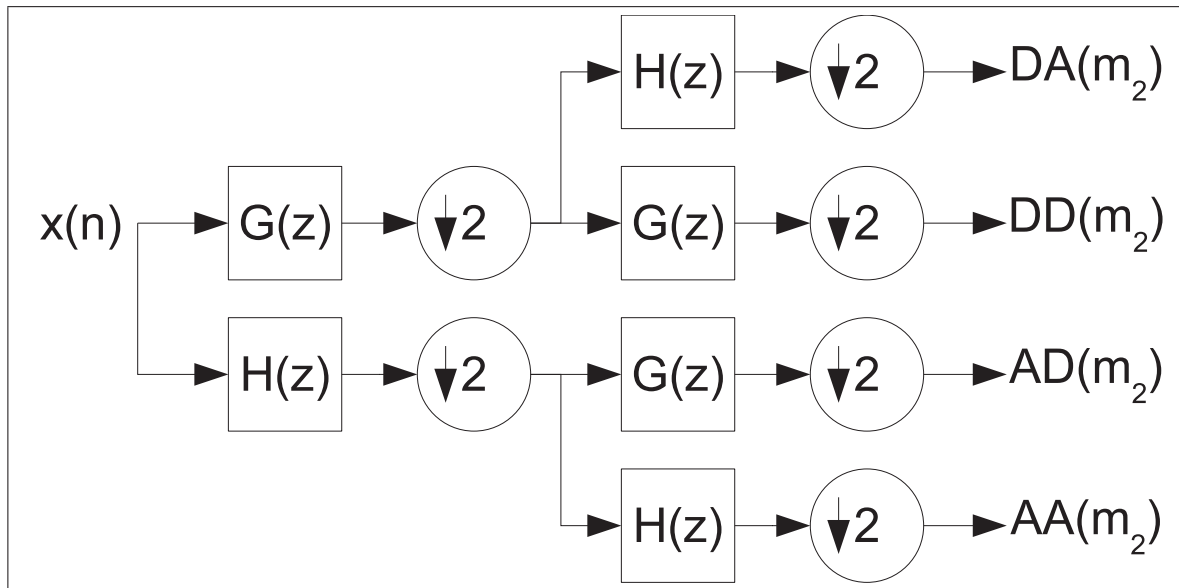 H(z) 2 DA(m₂)
x(n) G(z) 2 G(z) 2 DD(m₂)
H(z) 2 G(z) 2 AD(m₂)
H(z) 2 AA(m₂)